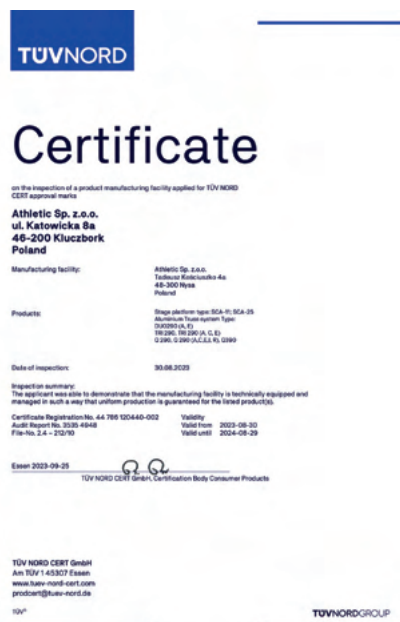 TÜVNORD
Certificate
on the inspection of a product manufacturing facility applied for TÜV NORD
CERT approval marks
Athletic Sp. z.o.o.
ul. Katowicka 8a
46-200 Kluczbork
Poland
Manufacturing facility:
Athletic Sp. z.o.o.
Tadeusz Kościuszko 4a
48-300 Nysa
Poland
Products:
Stage platform type: SCA-11; SCA-25
Aluminium Truss system Type:
DUO290 (A, E)
TRI 290, TRI 290 (A, C, E)
Q 290, Q 290 (A,C,E,I, R), Q390
Date of inspection:
30.08.2023
Inspection summary:
The applicant was able to demonstrate that the manufacturing facility is technically equipped and
managed in such a way that uniform production is guaranteed for the listed product(s).
Certificate Registration No. 44 766 120440-002
Audit Report No. 3535 4948
File-No. 2.4 – 212/10
Validity
Valid from 2023-08-30
Valid until 2024-08-29
Essen 2023-09-25
TÜV NORD CERT GmbH, Certification Body Consumer Products
TÜV NORD CERT GmbH
Am TÜV 1 45307 Essen
www.tuev-nord-cert.com
prodcert@tuev-nord.de
TÜV®
TÜVNORDGROUP